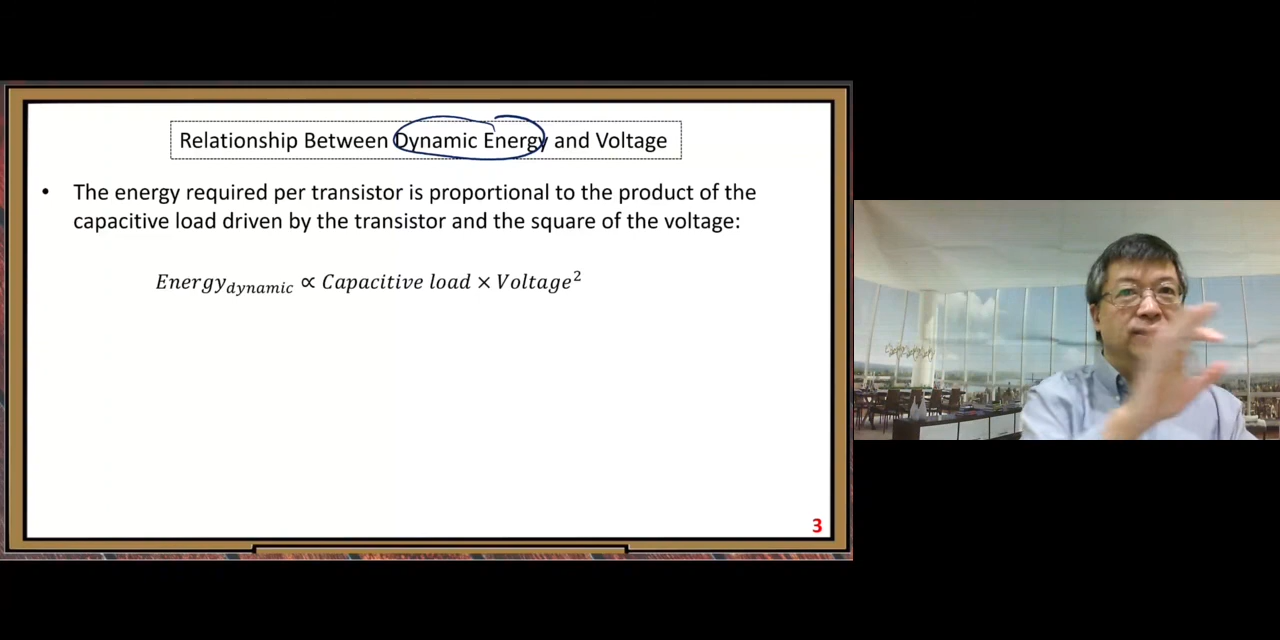 Relationship Between Dynamic Energy and Voltage
• The energy required per transistor is proportional to the product of the
capacitive load driven by the transistor and the square of the voltage:
Energy_dynamic ∝ Capacitive load × Voltage²
3